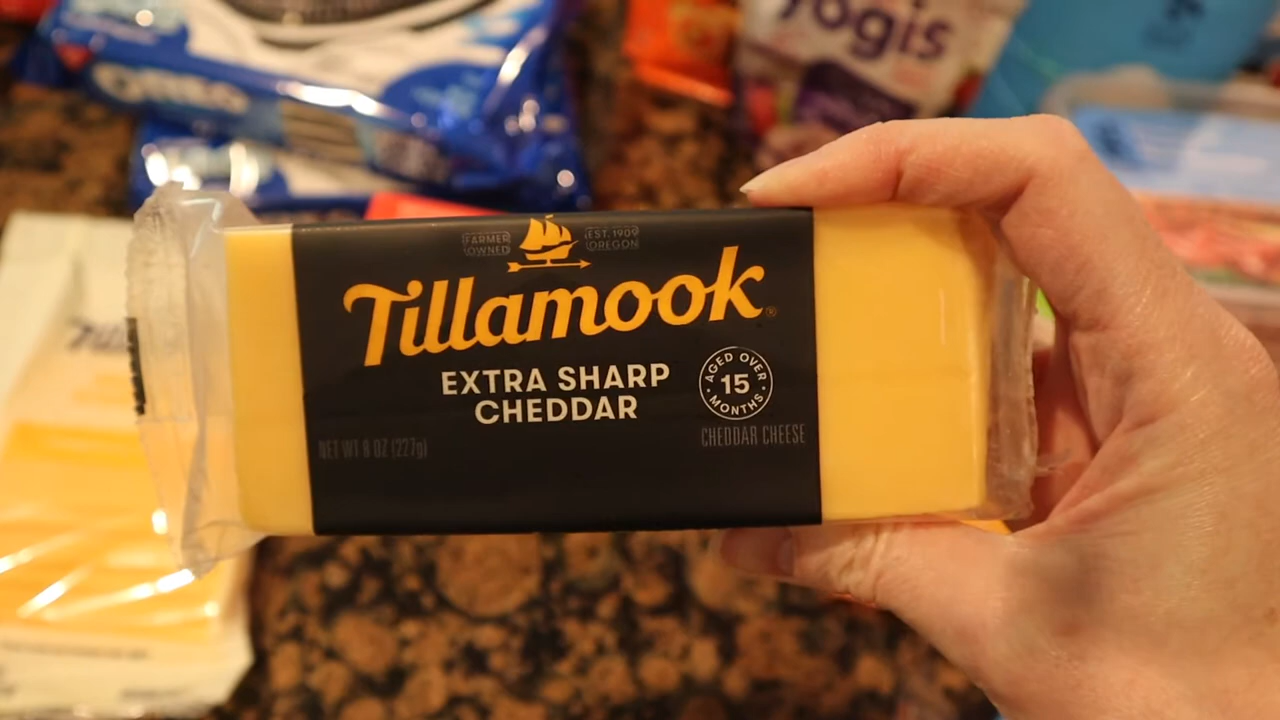 OREO
yogis
FARMER
OWNED
EST. 1909
OREGON
Tillamook®
EXTRA SHARP
CHEDDAR
AGED OVER
15
MONTHS
NET WT 8 OZ (227g)
CHEDDAR CHEESE